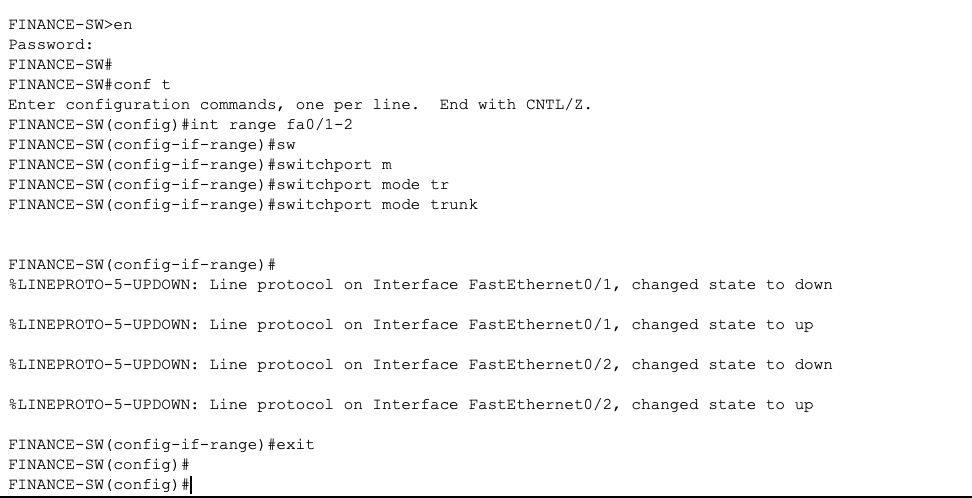 FINANCE-SW>en
Password:
FINANCE-SW#
FINANCE-SW#conf t
Enter configuration commands, one per line.  End with CNTL/Z.
FINANCE-SW(config)#int range fa0/1-2
FINANCE-SW(config-if-range)#sw
FINANCE-SW(config-if-range)#switchport m
FINANCE-SW(config-if-range)#switchport mode tr
FINANCE-SW(config-if-range)#switchport mode trunk
FINANCE-SW(config-if-range)#
%LINEPROTO-5-UPDOWN: Line protocol on Interface FastEthernet0/1, changed state to down
%LINEPROTO-5-UPDOWN: Line protocol on Interface FastEthernet0/1, changed state to up
%LINEPROTO-5-UPDOWN: Line protocol on Interface FastEthernet0/2, changed state to down
%LINEPROTO-5-UPDOWN: Line protocol on Interface FastEthernet0/2, changed state to up
FINANCE-SW(config-if-range)#exit
FINANCE-SW(config)#
FINANCE-SW(config)#